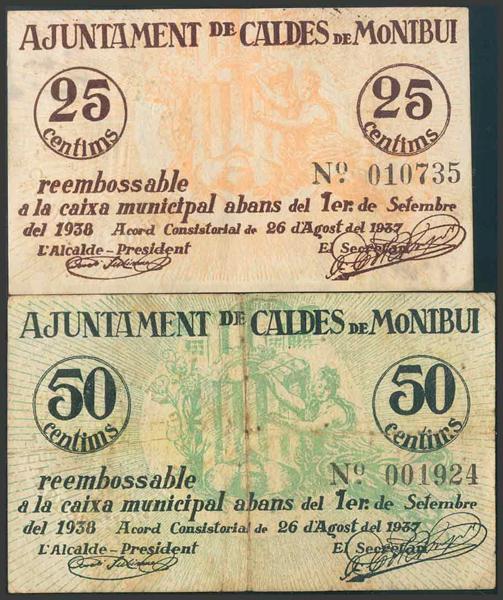 AJUNTAMENT DE CALDES DE MONTBUI
25 centims 25 centims
Nº 010735
reembossable
a la caixa municipal abans del 1er. de Setembre
del 1938 Acord Consistorial de 26 d'Agost del 1937
L'Alcalde-President El Secretari
AJUNTAMENT DE CALDES DE MONTBUI
50 centims 50 centims
Nº 001924
reembossable
a la caixa municipal abans del 1er. de Setembre
del 1938 Acord Consistorial de 26 d'Agost del 1937
L'Alcalde-President El Secretari